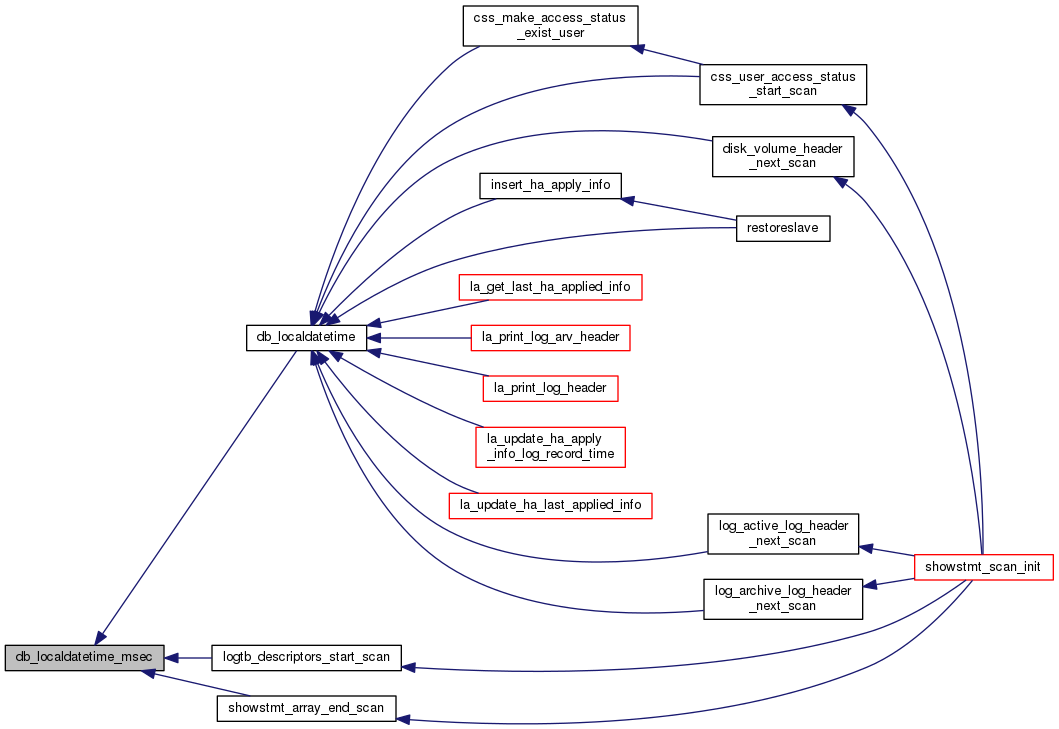 css_make_access_status
_exist_user
css_user_access_status
_start_scan
disk_volume_header
_next_scan
insert_ha_apply_info
restoreslave
la_get_last_ha_applied_info
db_localdatetime
la_print_log_arv_header
la_print_log_header
la_update_ha_apply
_info_log_record_time
la_update_ha_last_applied_info
log_active_log_header
_next_scan
showstmt_scan_init
log_archive_log_header
_next_scan
db_localdatetime_msec
logtb_descriptors_start_scan
showstmt_array_end_scan